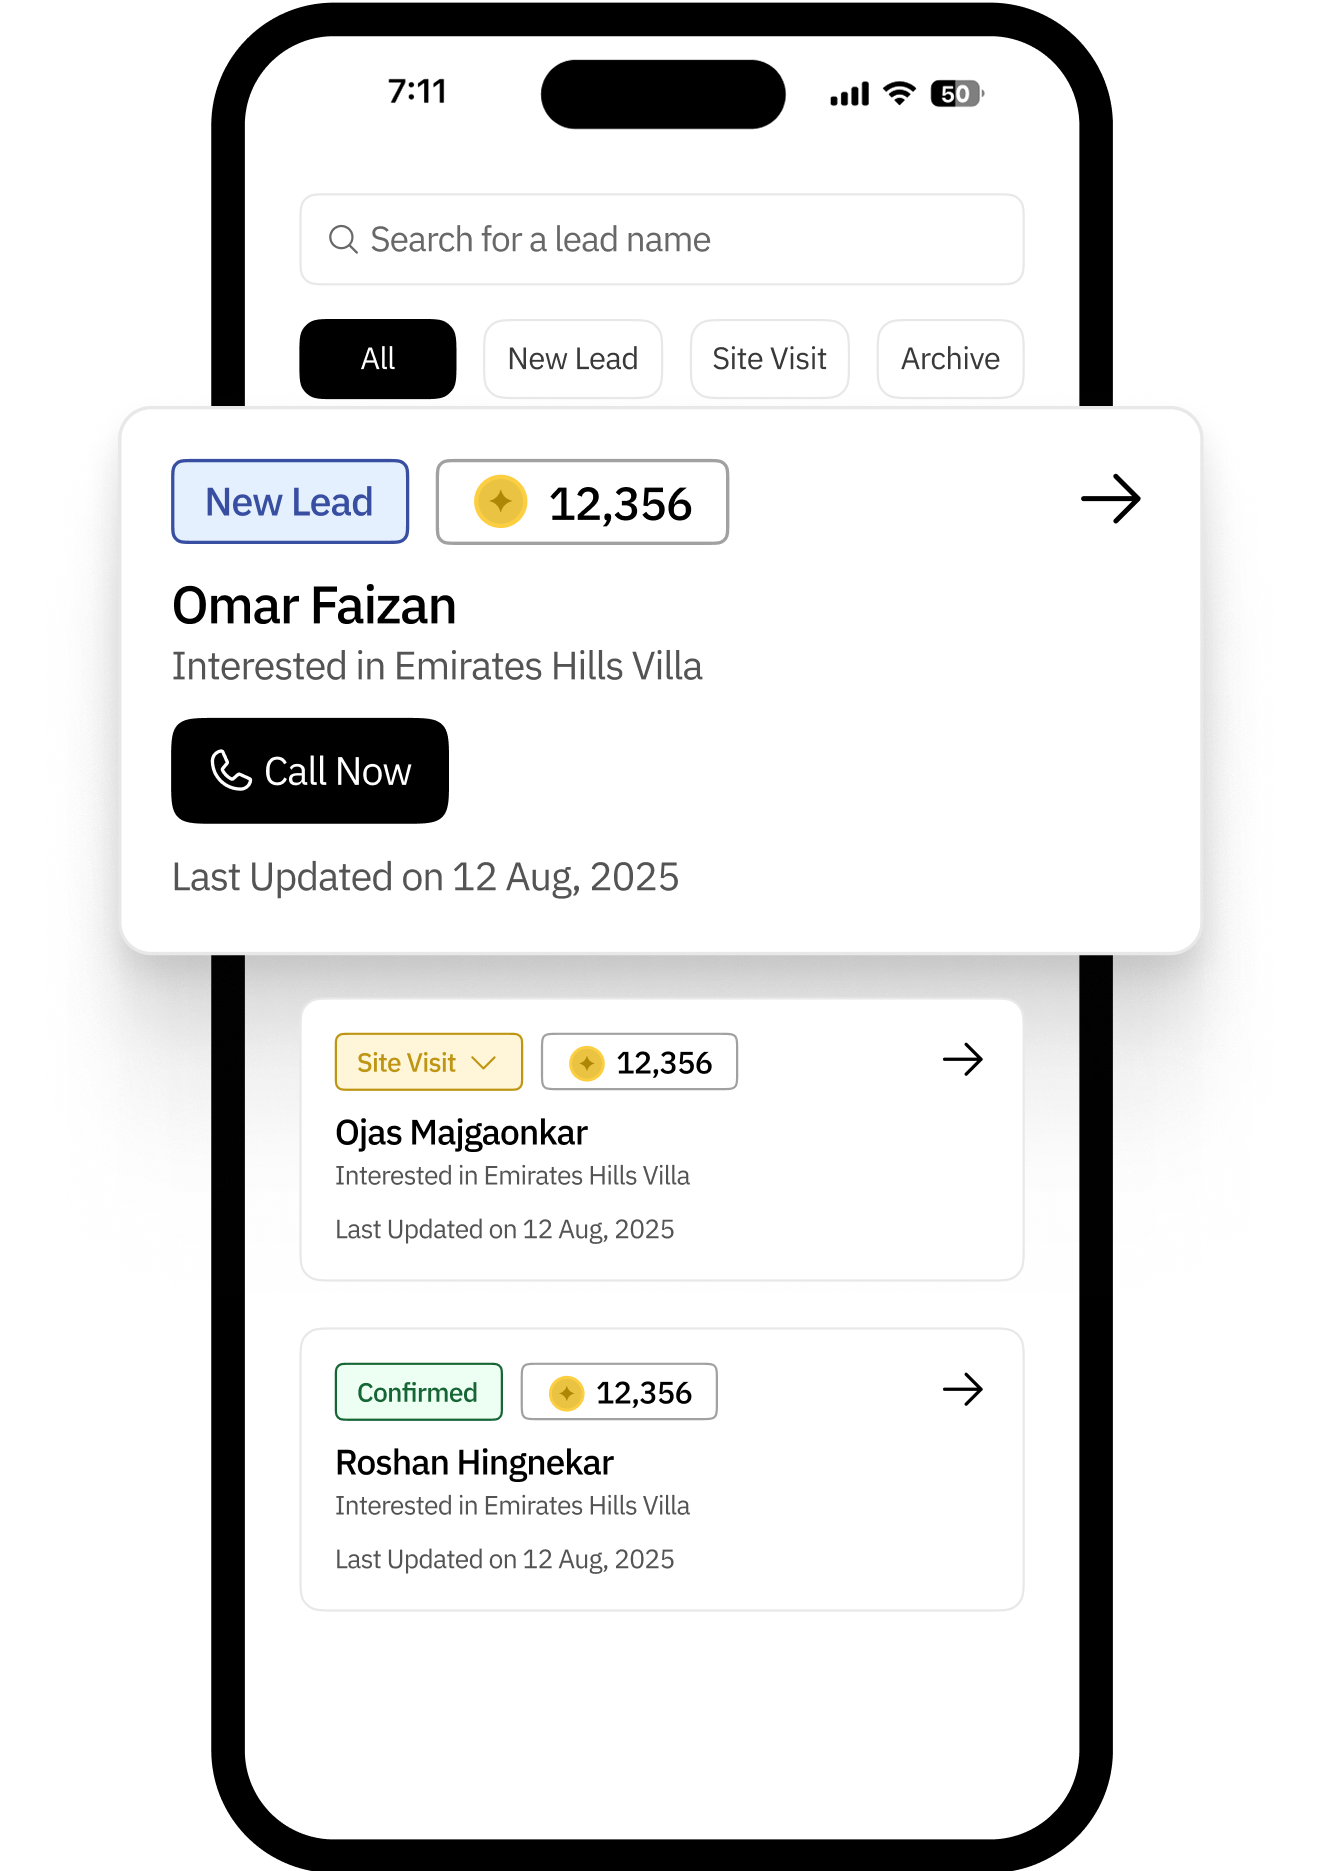 7:11 50
Search for a lead name
All New Lead Site Visit Archive
New Lead 12,356
Omar Faizan
Interested in Emirates Hills Villa
Call Now
Last Updated on 12 Aug, 2025
Site Visit 12,356
Ojas Majgaonkar
Interested in Emirates Hills Villa
Last Updated on 12 Aug, 2025
Confirmed 12,356
Roshan Hingnekar
Interested in Emirates Hills Villa
Last Updated on 12 Aug, 2025